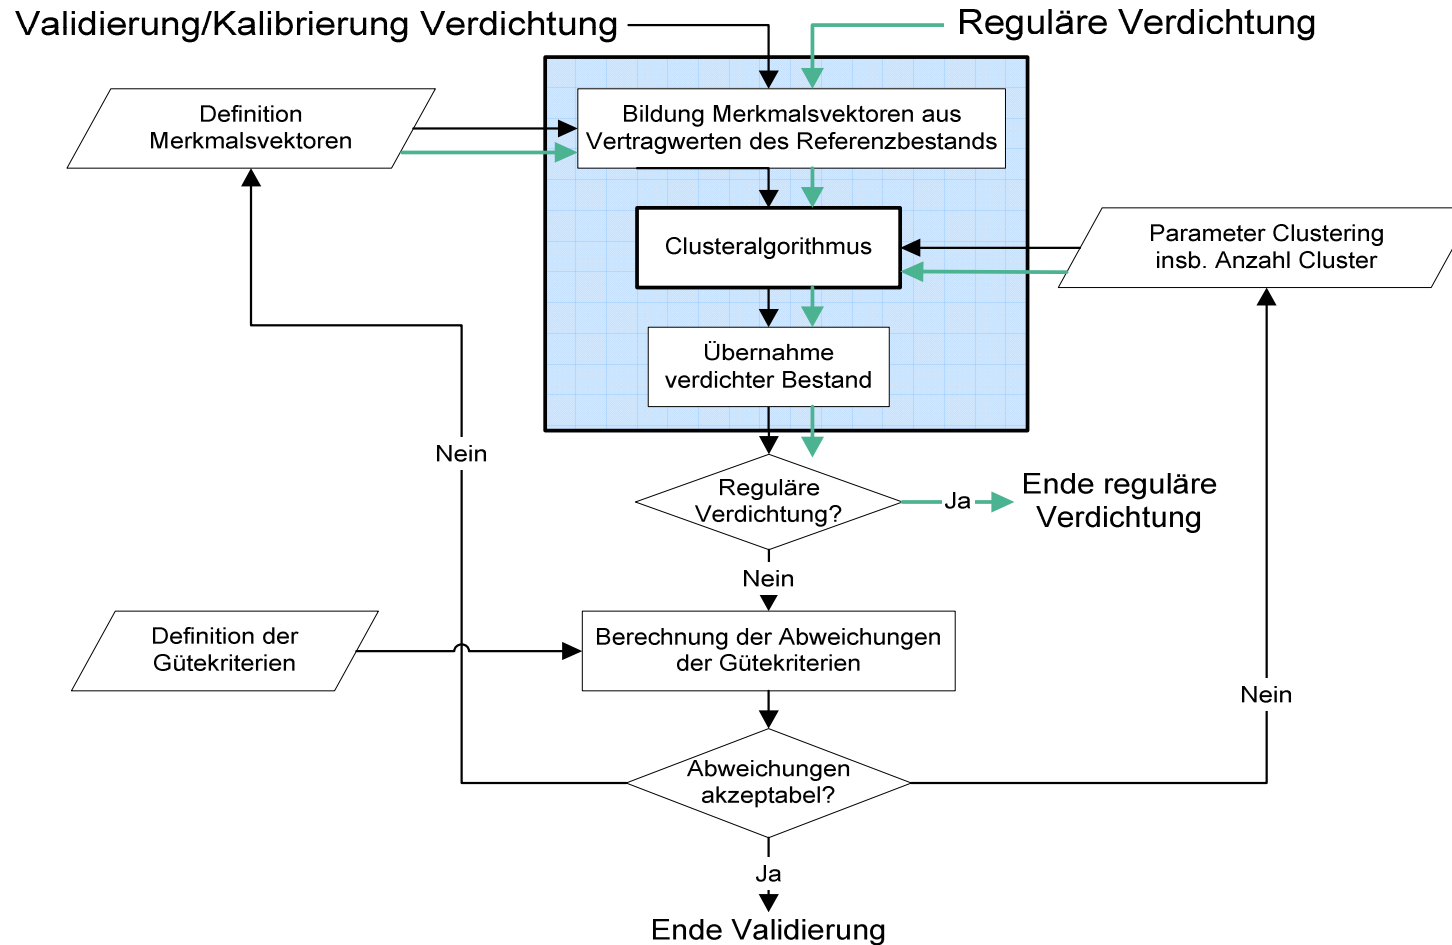 Validierung/Kalibrierung Verdichtung
Reguläre Verdichtung
Definition
Merkmalsvektoren
Bildung Merkmalsvektoren aus
Vertragwerten des Referenzbestands
Clusteralgorithmus
Parameter Clustering
insb. Anzahl Cluster
Übernahme
verdichter Bestand
Nein
Reguläre
Verdichtung?
Ja
Ende reguläre
Verdichtung
Nein
Definition der
Gütekriterien
Berechnung der Abweichungen
der Gütekriterien
Nein
Abweichungen
akzeptabel?
Ja
Ende Validierung